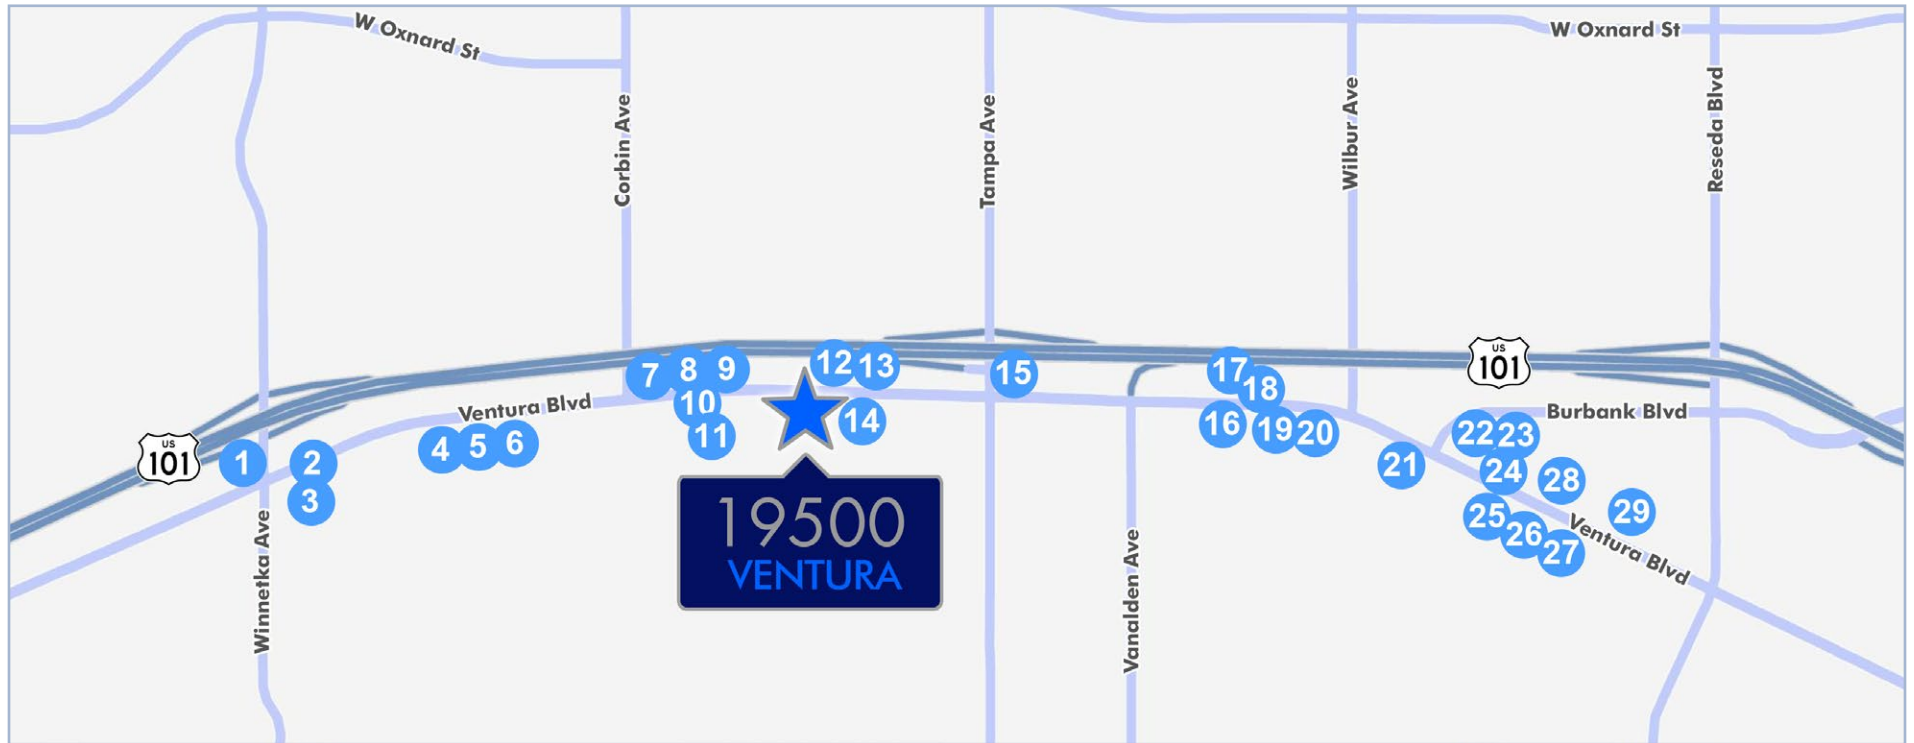 W Oxnard St
W Oxnard St
Corbin Ave
Tampa Ave
Wilbur Ave
Reseda Blvd
US
101
US
101
Ventura Blvd
Burbank Blvd
1
2
3
4
5
6
7
8
9
10
11
12
13
14
15
16
17
18
19
20
21
22
23
24
25
26
27
28
29
19500
VENTURA
Winnetka Ave
Vanalden Ave
Ventura Blvd